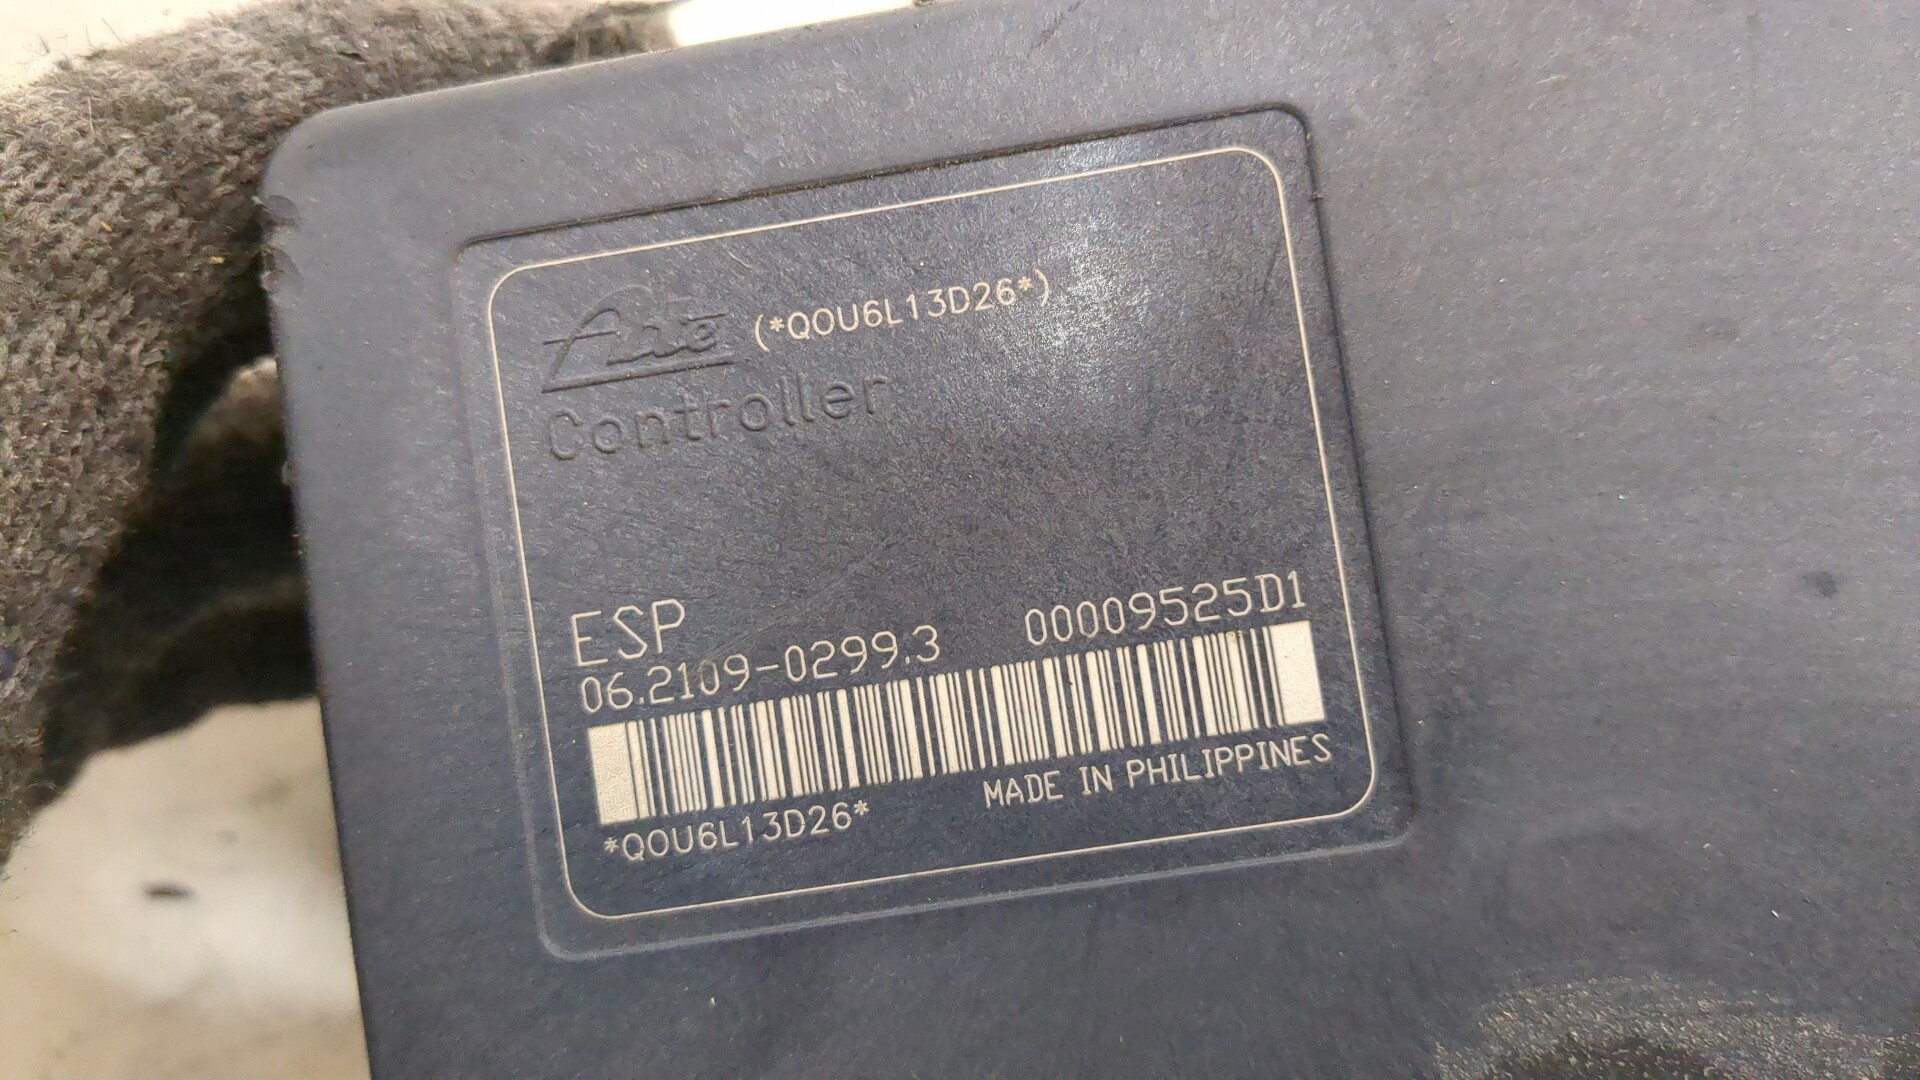 Ate (*QOU6L13D26*)
Controller
ESP
06.2109-0299.3 00009525D1
*QOU6L13D26* MADE IN PHILIPPINES